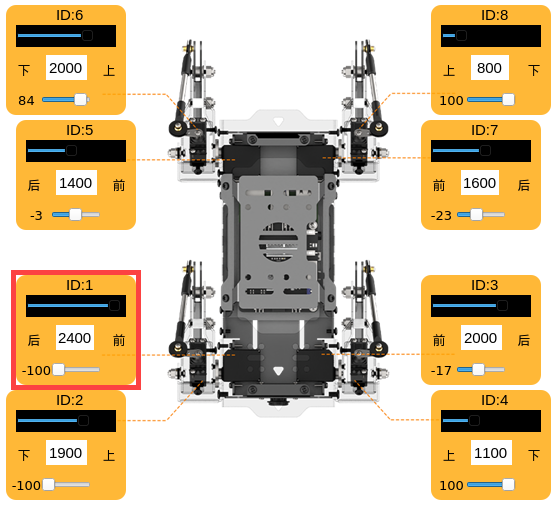 ID:6
下 2000 上
84
ID:8
上 800 下
100
ID:5
后 1400 前
-3
ID:7
前 1600 后
-23
ID:1
后 2400 前
-100
ID:3
前 2000 后
-17
ID:2
下 1900 上
-100
ID:4
上 1100 下
100